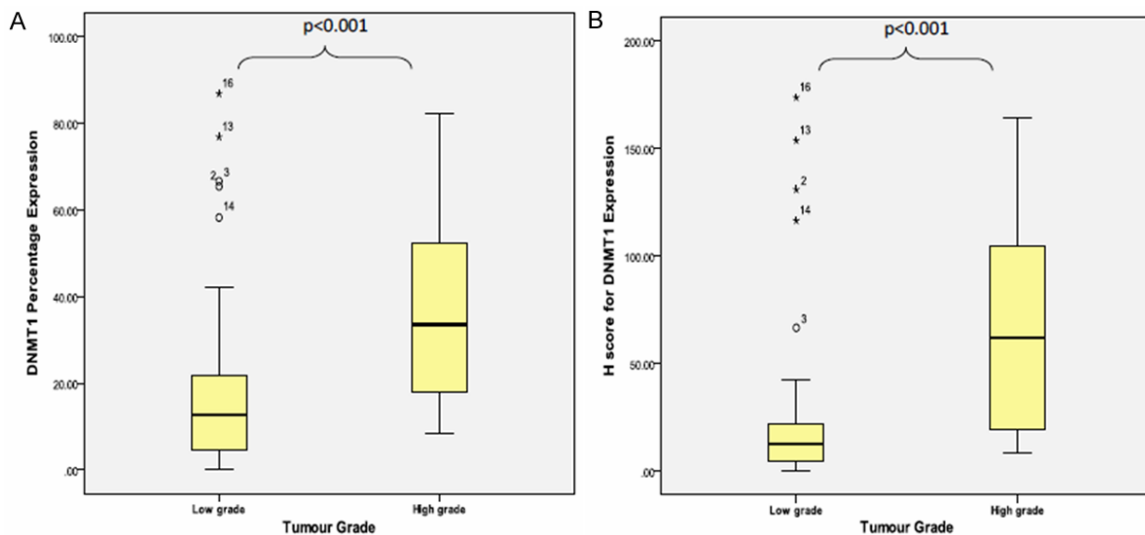 A
p<0.001
100.00
80.00
60.00
40.00
20.00
.00
DNMT1 Percentage Expression
16
13
2 3
14
Low grade
High grade
Tumour Grade
B
p<0.001
200.00
150.00
100.00
50.00
.00
H score for DNMT1 Expression
16
13
2
14
3
Low grade
High grade
Tumour Grade